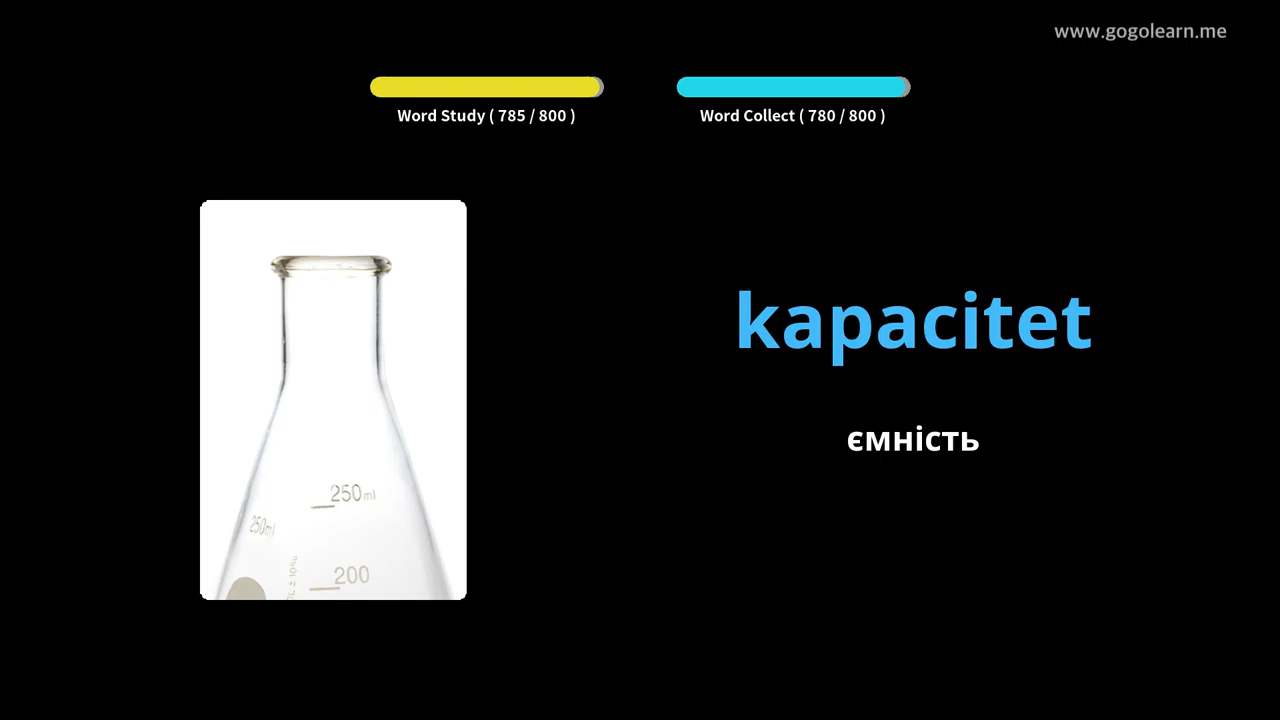 www.gogolearn.me
Word Study ( 785 / 800 )
Word Collect ( 780 / 800 )
kapacitet
ємність
250ml
250ml
200